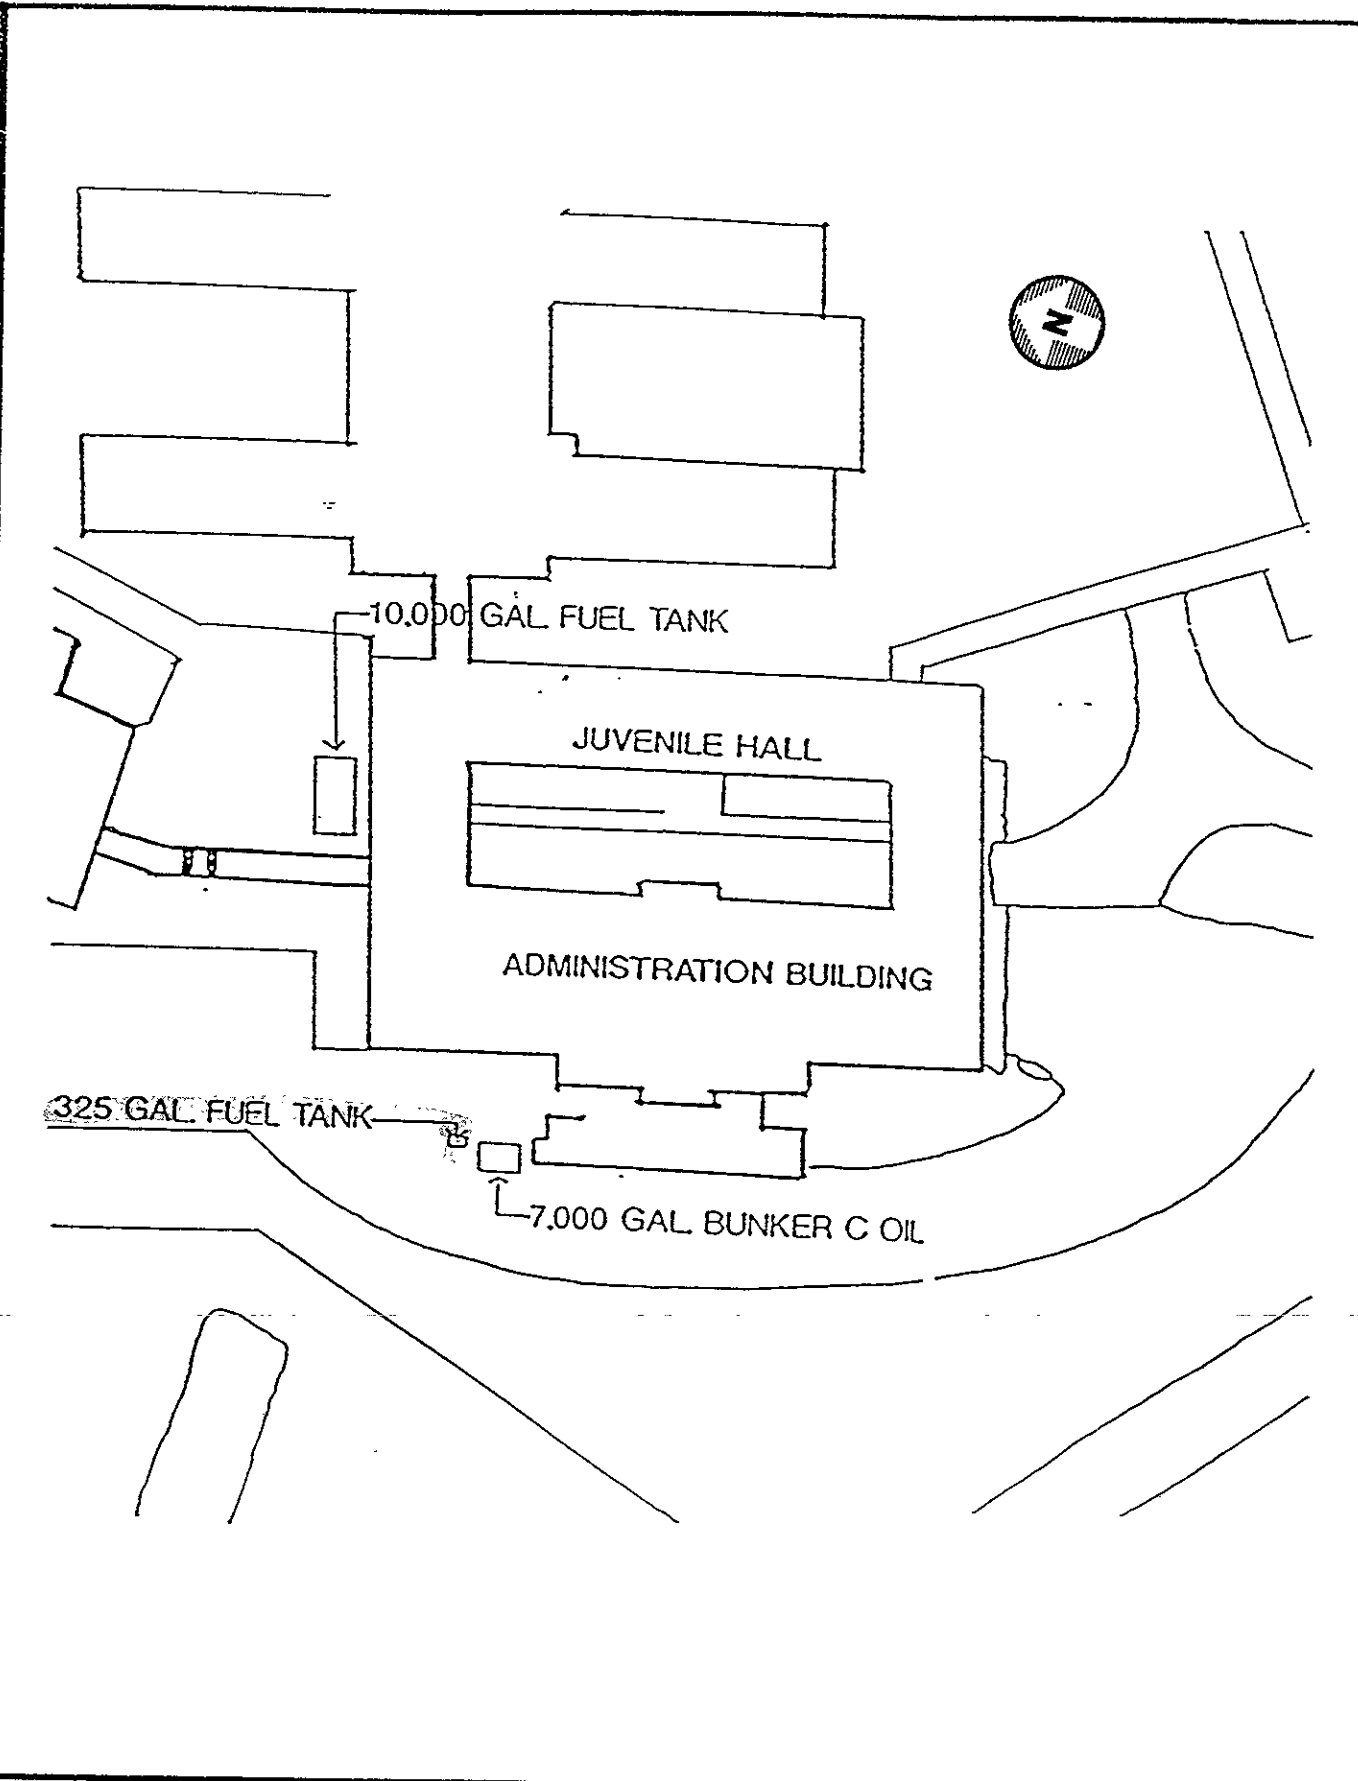 N
10,000 GAL. FUEL TANK
JUVENILE HALL
ADMINISTRATION BUILDING
325 GAL. FUEL TANK
7,000 GAL. BUNKER C OIL